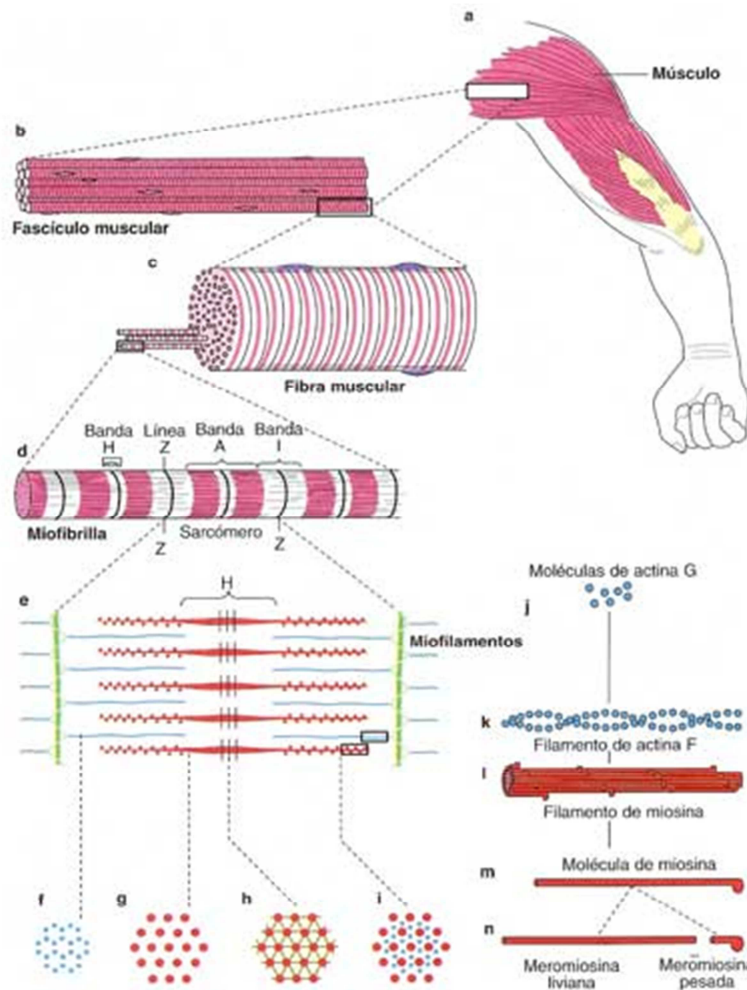 a
Músculo
b
Fascículo muscular
c
Fibra muscular
Banda
H
Línea
Z
Banda
A
Banda
I
d
Miofibrilla
Z
Sarcómero
Z
e
H
Miofilamentos
Moléculas de actina G
j
k
Filamento de actina F
l
Filamento de miosina
Molécula de miosina
m
n
Meromiosina
liviana
Meromiosina
pesada
f
g
h
i